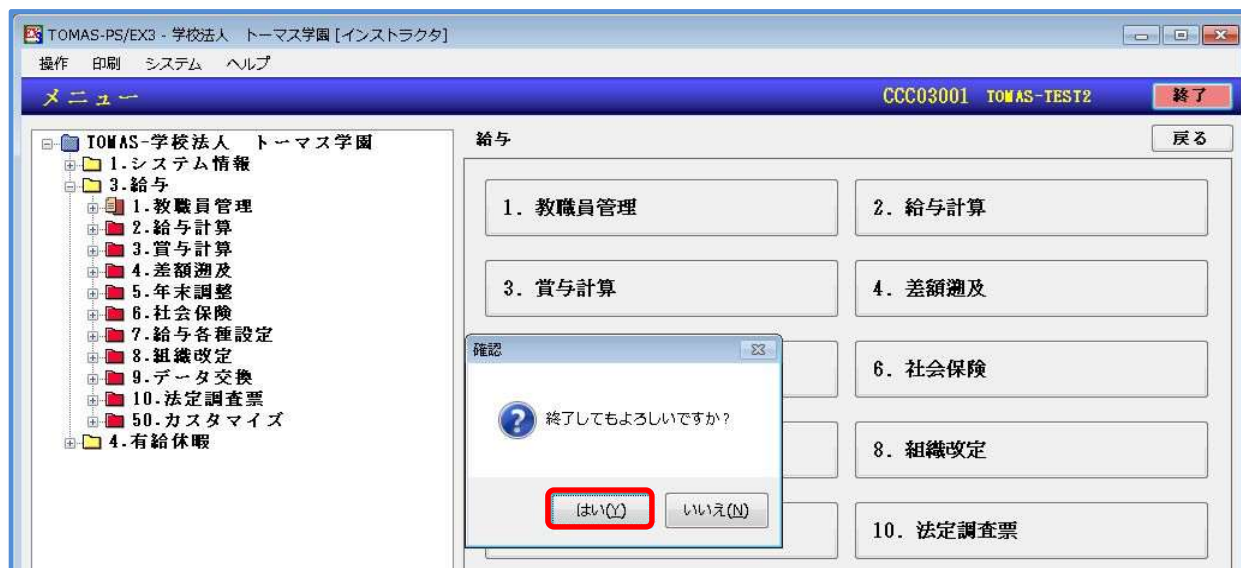 TOMAS-PS/EX3 - 学校法人　トーマス学園 [インストラクタ]
操作 印刷 システム ヘルプ
メニュー CCC03001 TOMAS-TEST2 終了
TOMAS-学校法人　トーマス学園
1.システム情報
3.給与
1.教職員管理
2.給与計算
3.賞与計算
4.差額遡及
5.年末調整
6.社会保険
7.給与各種設定
8.組織改定
9.データ交換
10.法定調査票
50.カスタマイズ
4.有給休暇
給与 戻る
1. 教職員管理 2. 給与計算
3. 賞与計算 4. 差額遡及
6. 社会保険
8. 組織改定
10. 法定調査票
確認
終了してもよろしいですか？
はい(Y) いいえ(N)